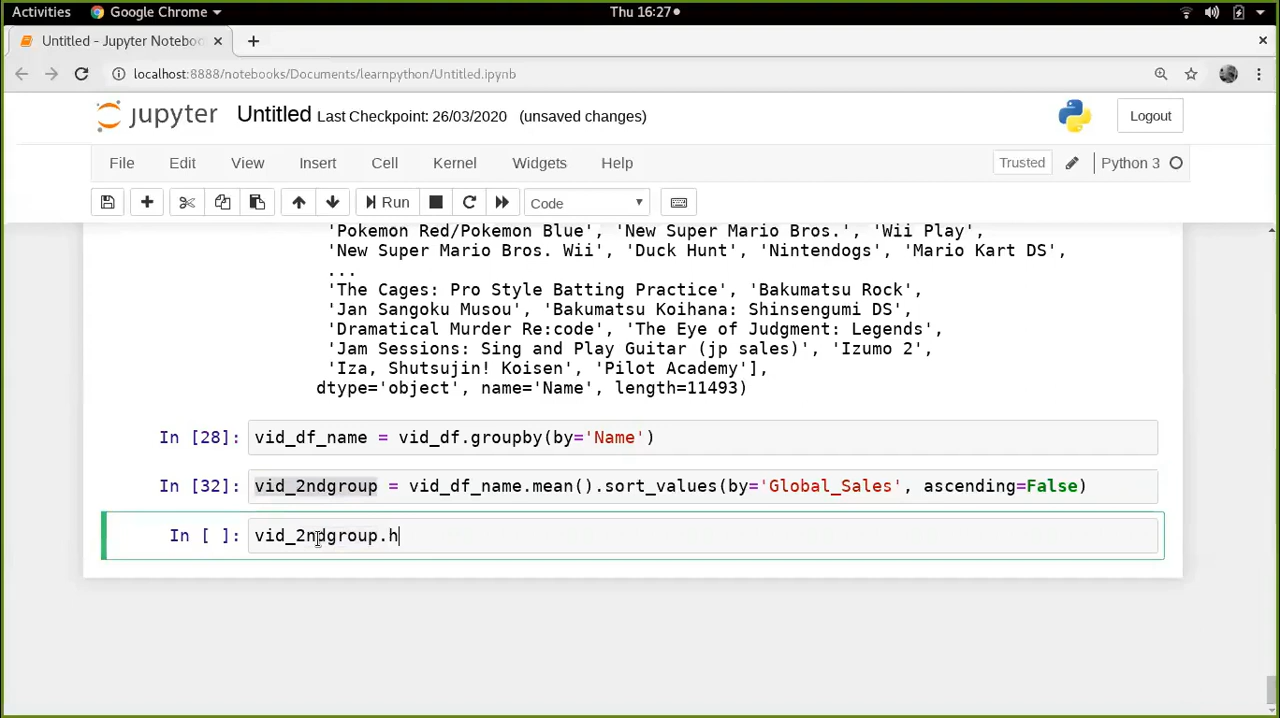 Activities Google Chrome Thu 16:27
Untitled - Jupyter Noteboo
localhost:8888/notebooks/Documents/learnpython/Untitled.ipynb
jupyter Untitled Last Checkpoint: 26/03/2020 (unsaved changes) Logout
File Edit View Insert Cell Kernel Widgets Help Trusted Python 3
Run Code
'Pokemon Red/Pokemon Blue', 'New Super Mario Bros.', 'Wii Play',
'New Super Mario Bros. Wii', 'Duck Hunt', 'Nintendogs', 'Mario Kart DS',
...
'The Cages: Pro Style Batting Practice', 'Bakumatsu Rock',
'Jan Sangoku Musou', 'Bakumatsu Koihana: Shinsengumi DS',
'Dramatical Murder Re:code', 'The Eye of Judgment: Legends',
'Jam Sessions: Sing and Play Guitar (jp sales)', 'Izumo 2',
'Iza, Shutsujin! Koisen', 'Pilot Academy'],
dtype='object', name='Name', length=11493)
In [28]: vid_df_name = vid_df.groupby(by='Name')
In [32]: vid_2ndgroup = vid_df_name.mean().sort_values(by='Global_Sales', ascending=False)
In [ ]: vid_2ndgroup.h